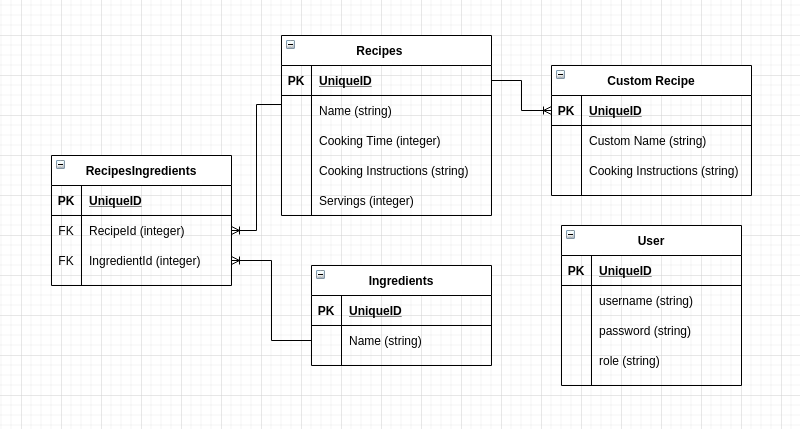 Recipes
PK UniqueID
Name (string)
Cooking Time (integer)
Cooking Instructions (string)
Servings (integer)
Custom Recipe
PK UniqueID
Custom Name (string)
Cooking Instructions (string)
RecipesIngredients
PK UniqueID
FK RecipeId (integer)
FK IngredientId (integer)
Ingredients
PK UniqueID
Name (string)
User
PK UniqueID
username (string)
password (string)
role (string)